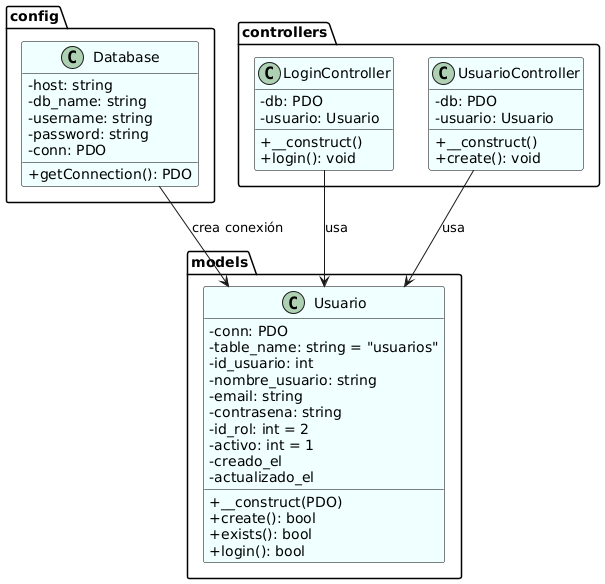 config
C Database
-host: string
-db_name: string
-username: string
-password: string
-conn: PDO
+getConnection(): PDO
controllers
C LoginController
-db: PDO
-usuario: Usuario
+__construct()
+login(): void
C UsuarioController
-db: PDO
-usuario: Usuario
+__construct()
+create(): void
crea conexión
usa
usa
models
C Usuario
-conn: PDO
-table_name: string = "usuarios"
-id_usuario: int
-nombre_usuario: string
-email: string
-contrasena: string
-id_rol: int = 2
-activo: int = 1
-creado_el
-actualizado_el
+__construct(PDO)
+create(): bool
+exists(): bool
+login(): bool